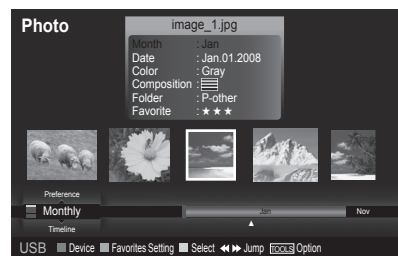 Photo
image_1.jpg
Month : Jan
Date : Jan.01.2008
Color : Gray
Composition :
Folder : P-other
Favorite : ★★★
Preference
Monthly
Jan
Nov
Timeline
USB Device Favorites Setting Select Jump TOOLS Option